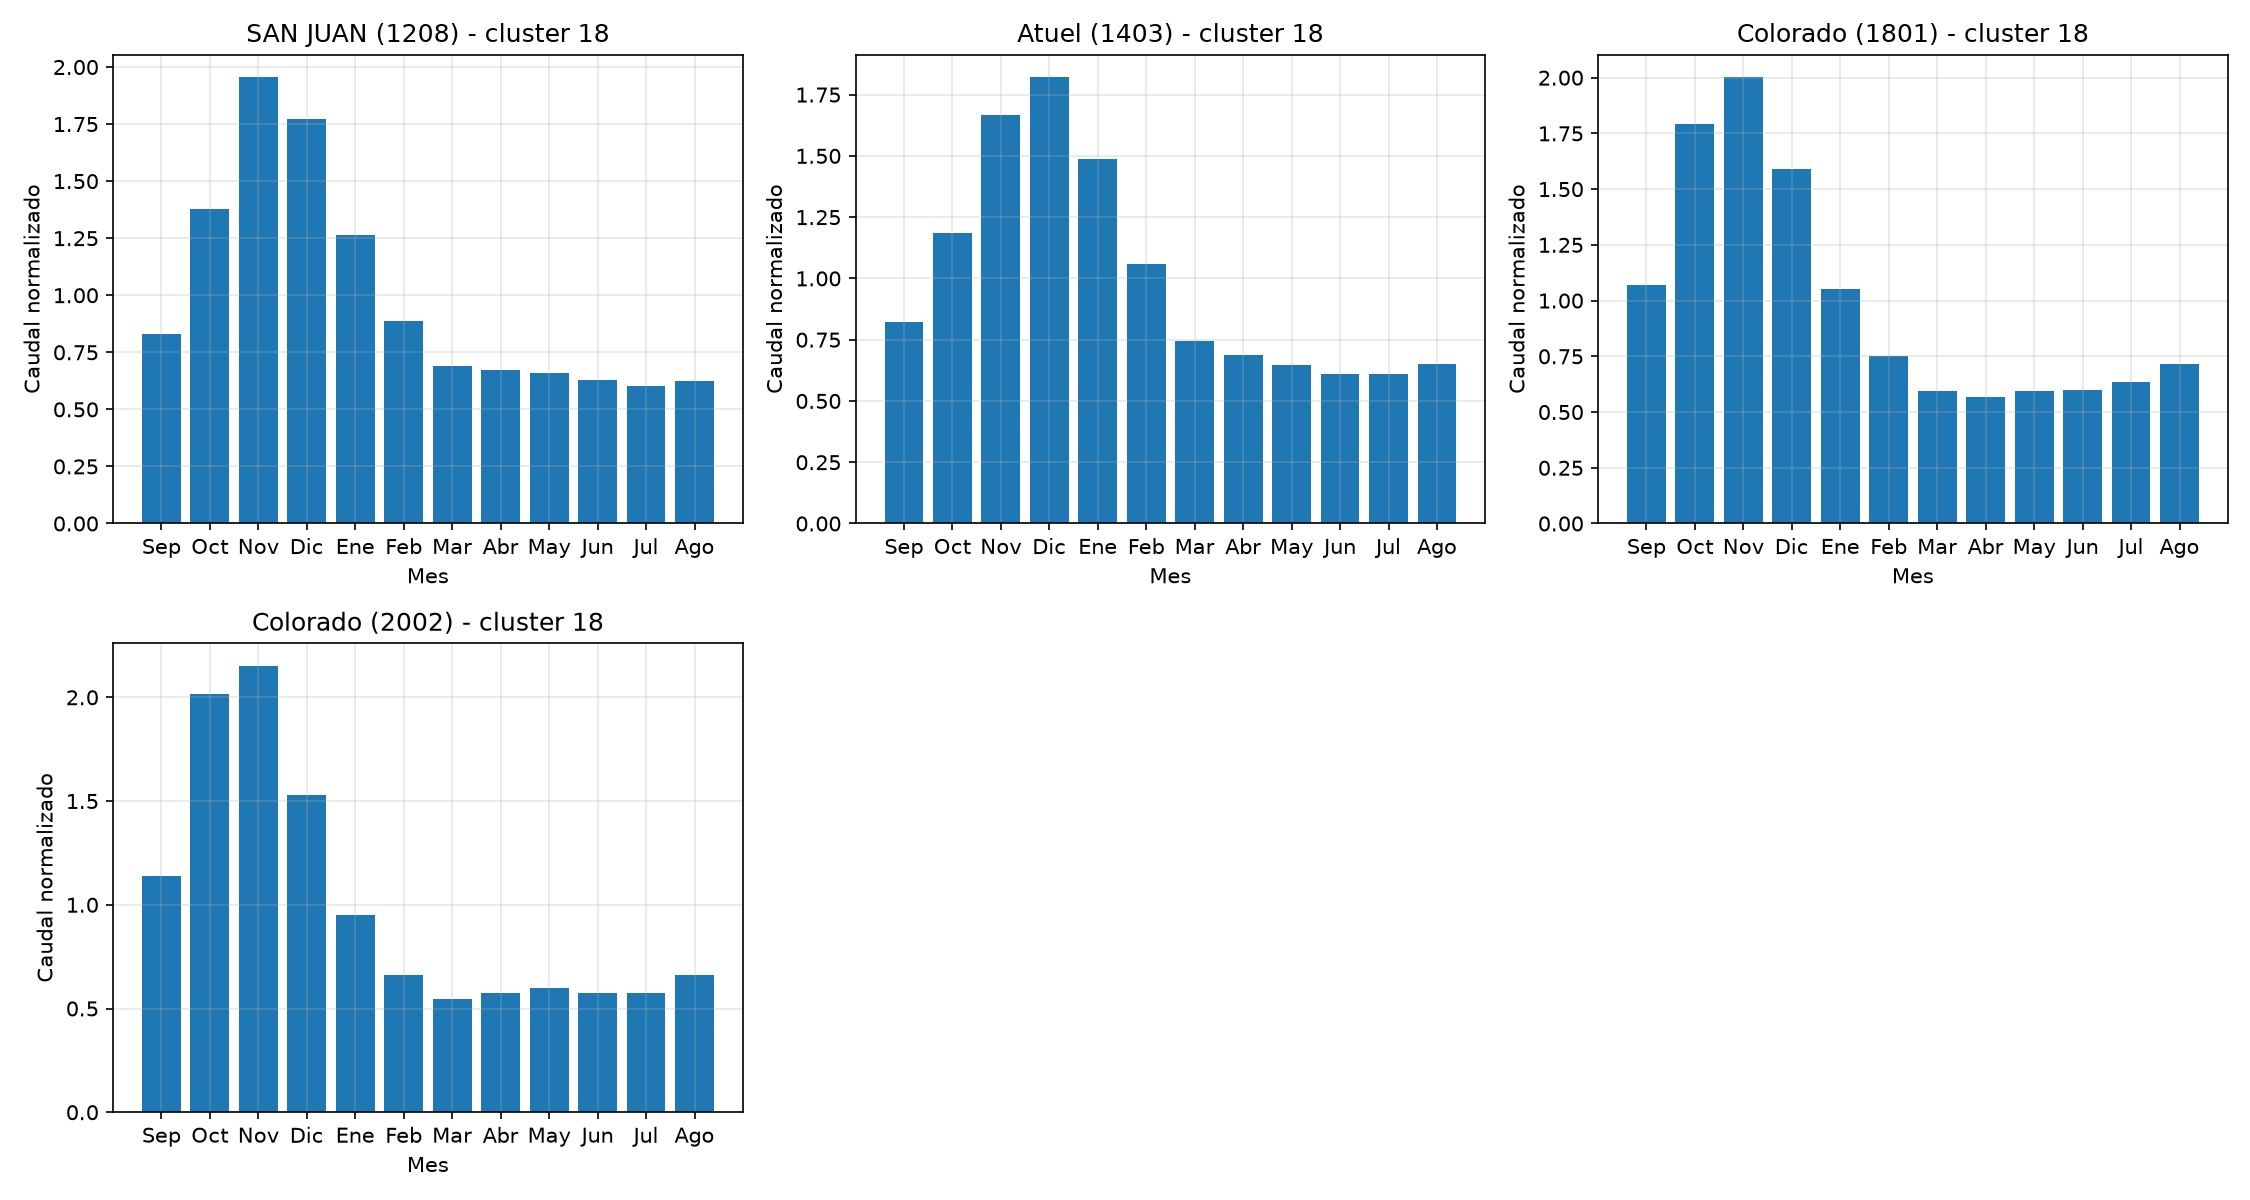 SAN JUAN (1208) - cluster 18
Caudal normalizado
2.00
1.75
1.50
1.25
1.00
0.75
0.50
0.25
0.00
Sep Oct Nov Dic Ene Feb Mar Abr May Jun Jul Ago
Mes
Atuel (1403) - cluster 18
Caudal normalizado
1.75
1.50
1.25
1.00
0.75
0.50
0.25
0.00
Sep Oct Nov Dic Ene Feb Mar Abr May Jun Jul Ago
Mes
Colorado (1801) - cluster 18
Caudal normalizado
2.00
1.75
1.50
1.25
1.00
0.75
0.50
0.25
0.00
Sep Oct Nov Dic Ene Feb Mar Abr May Jun Jul Ago
Mes
Colorado (2002) - cluster 18
Caudal normalizado
2.0
1.5
1.0
0.5
0.0
Sep Oct Nov Dic Ene Feb Mar Abr May Jun Jul Ago
Mes